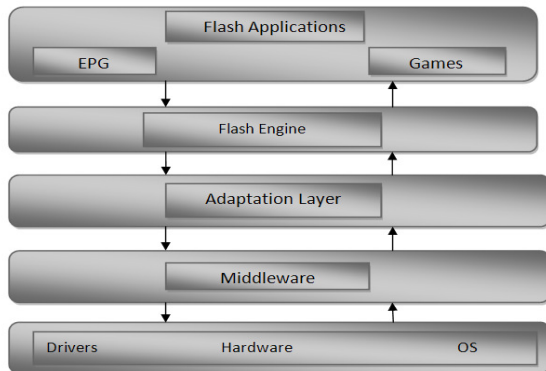 Flash Applications
EPG Games
Flash Engine
Adaptation Layer
Middleware
Drivers Hardware OS